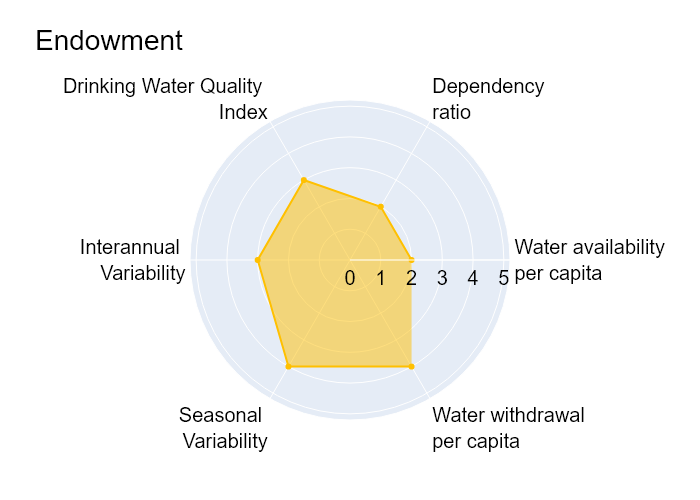 Endowment
Drinking Water Quality
Index
Dependency
ratio
Interannual
Variability
Water availability
per capita
0 1 2 3 4 5
Seasonal
Variability
Water withdrawal
per capita